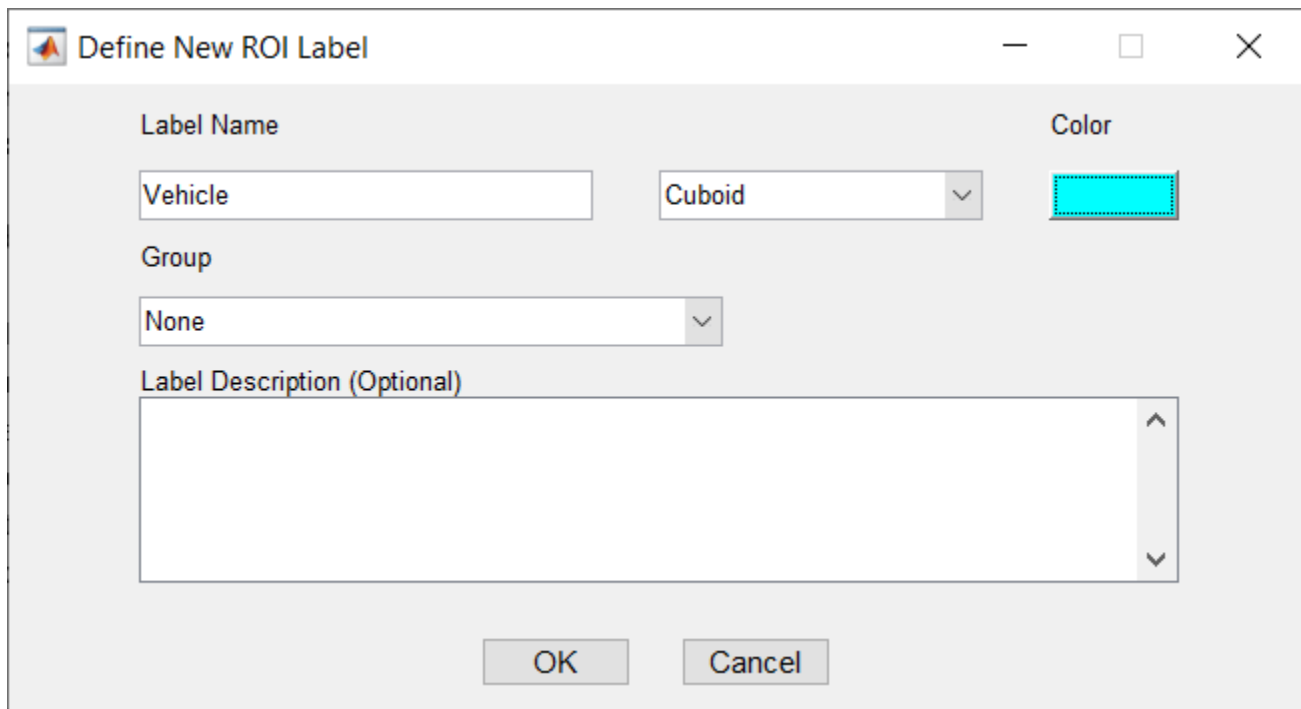 Define New ROI Label
Label Name
Color
Vehicle
Cuboid
Group
None
Label Description (Optional)
OK
Cancel